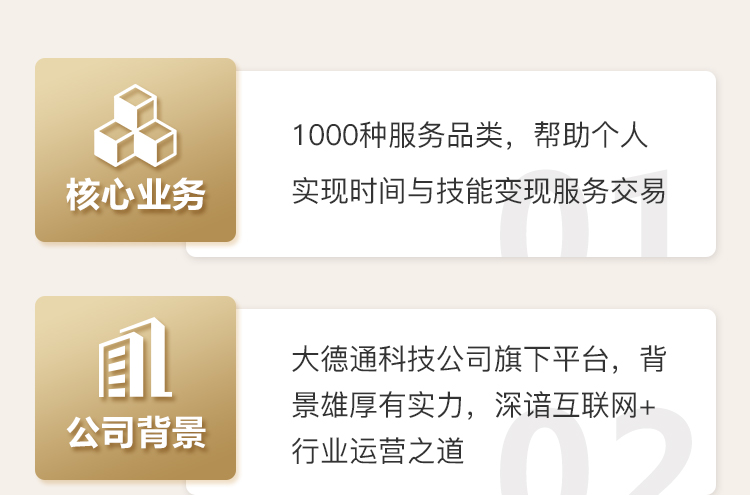 核心业务
1000种服务品类，帮助个人
实现时间与技能变现服务交易
01
公司背景
大德通科技公司旗下平台，背
景雄厚有实力，深谙互联网+
行业运营之道
02